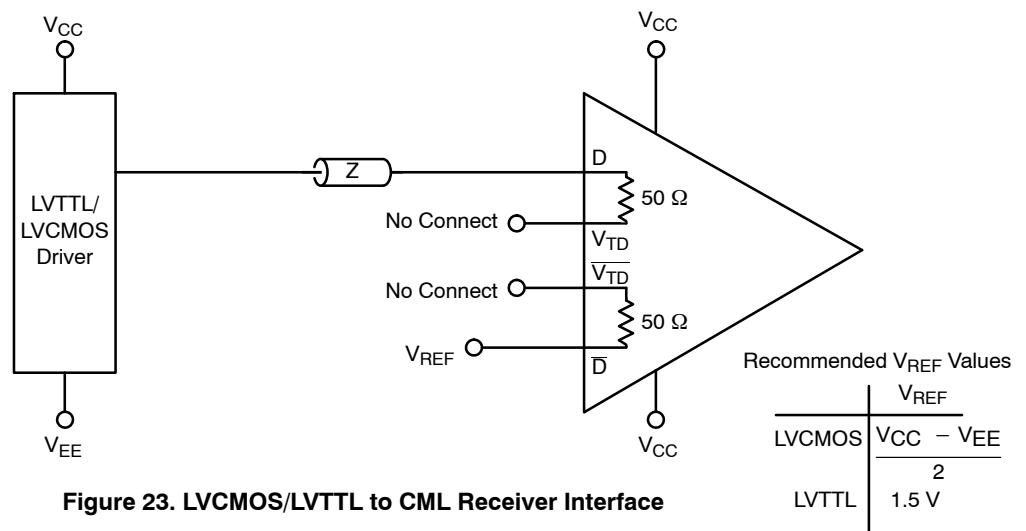 VCC
VCC
LVTTL/
LVCMOS
Driver
Z
D
50 Ω
No Connect
VTD
V̅T̅D̅
No Connect
50 Ω
VREF
D̅
VEE
VCC
Recommended VREF Values
VREF
LVCMOS
VCC − VEE
2
LVTTL
1.5 V
Figure 23. LVCMOS/LVTTL to CML Receiver Interface